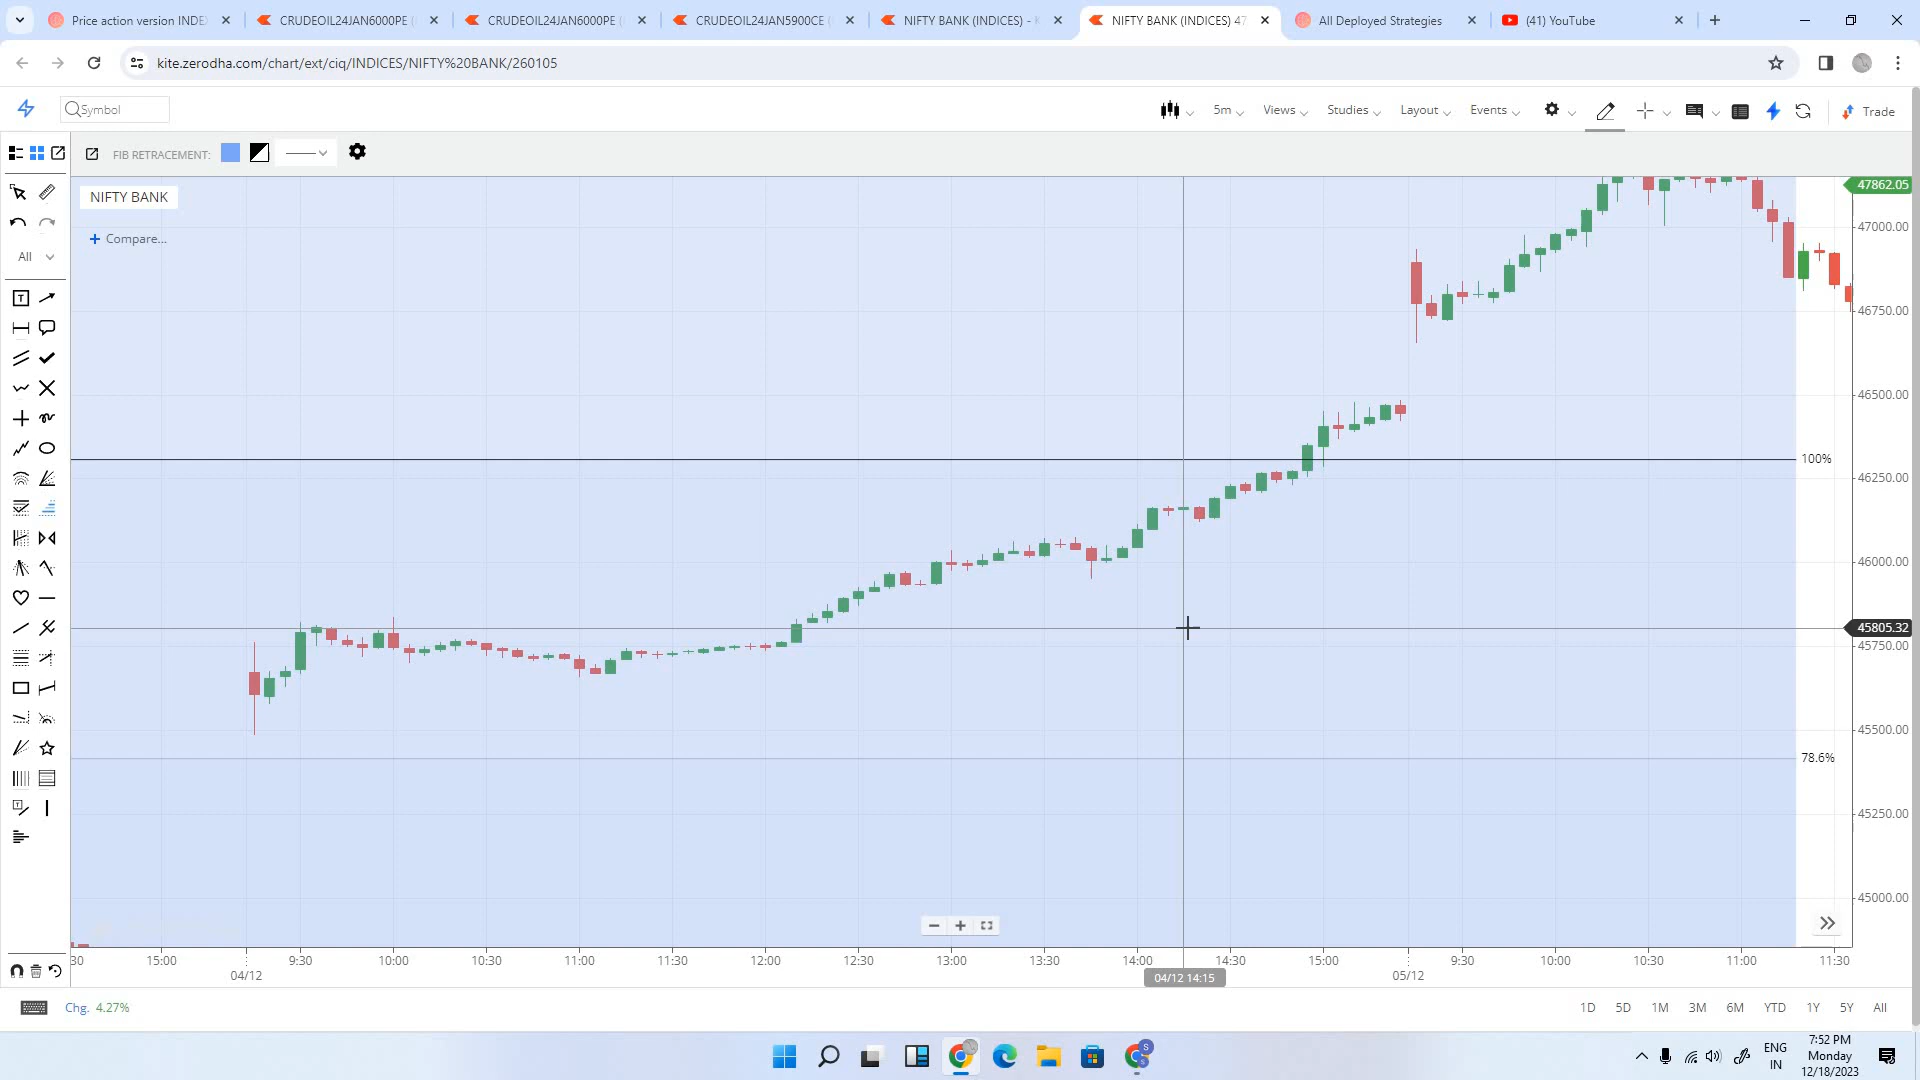 Price action version INDE
CRUDEOIL24JAN6000PE (
CRUDEOIL24JAN6000PE (
CRUDEOIL24JAN5900CE (
NIFTY BANK (INDICES) - K
NIFTY BANK (INDICES) 47
All Deployed Strategies
(41) YouTube
kite.zerodha.com/chart/ext/ciq/INDICES/NIFTY%20BANK/260105
Symbol
5m
Views
Studies
Layout
Events
Trade
FIB RETRACEMENT:
NIFTY BANK
+ Compare...
All
47862.05
47000.00
46750.00
46500.00
100%
46250.00
46000.00
45805.32
45750.00
45500.00
78.6%
45250.00
45000.00
:30
15:00
04/12
9:30
10:00
10:30
11:00
11:30
12:00
12:30
13:00
13:30
14:00
04/12 14:15
14:30
15:00
05/12
9:30
10:00
10:30
11:00
11:30
Chg. 4.27%
1D
5D
1M
3M
6M
YTD
1Y
5Y
All
ENG
IN
7:52 PM
Monday
12/18/2023